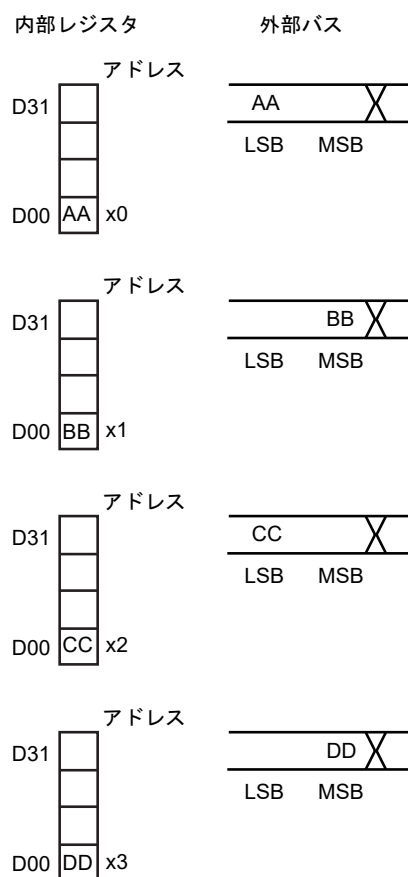 内部レジスタ 外部バス
アドレス
D31 AA
LSB MSB
D00 AA x0
アドレス
D31 BB
LSB MSB
D00 BB x1
アドレス
D31 CC
LSB MSB
D00 CC x2
アドレス
D31 DD
LSB MSB
D00 DD x3